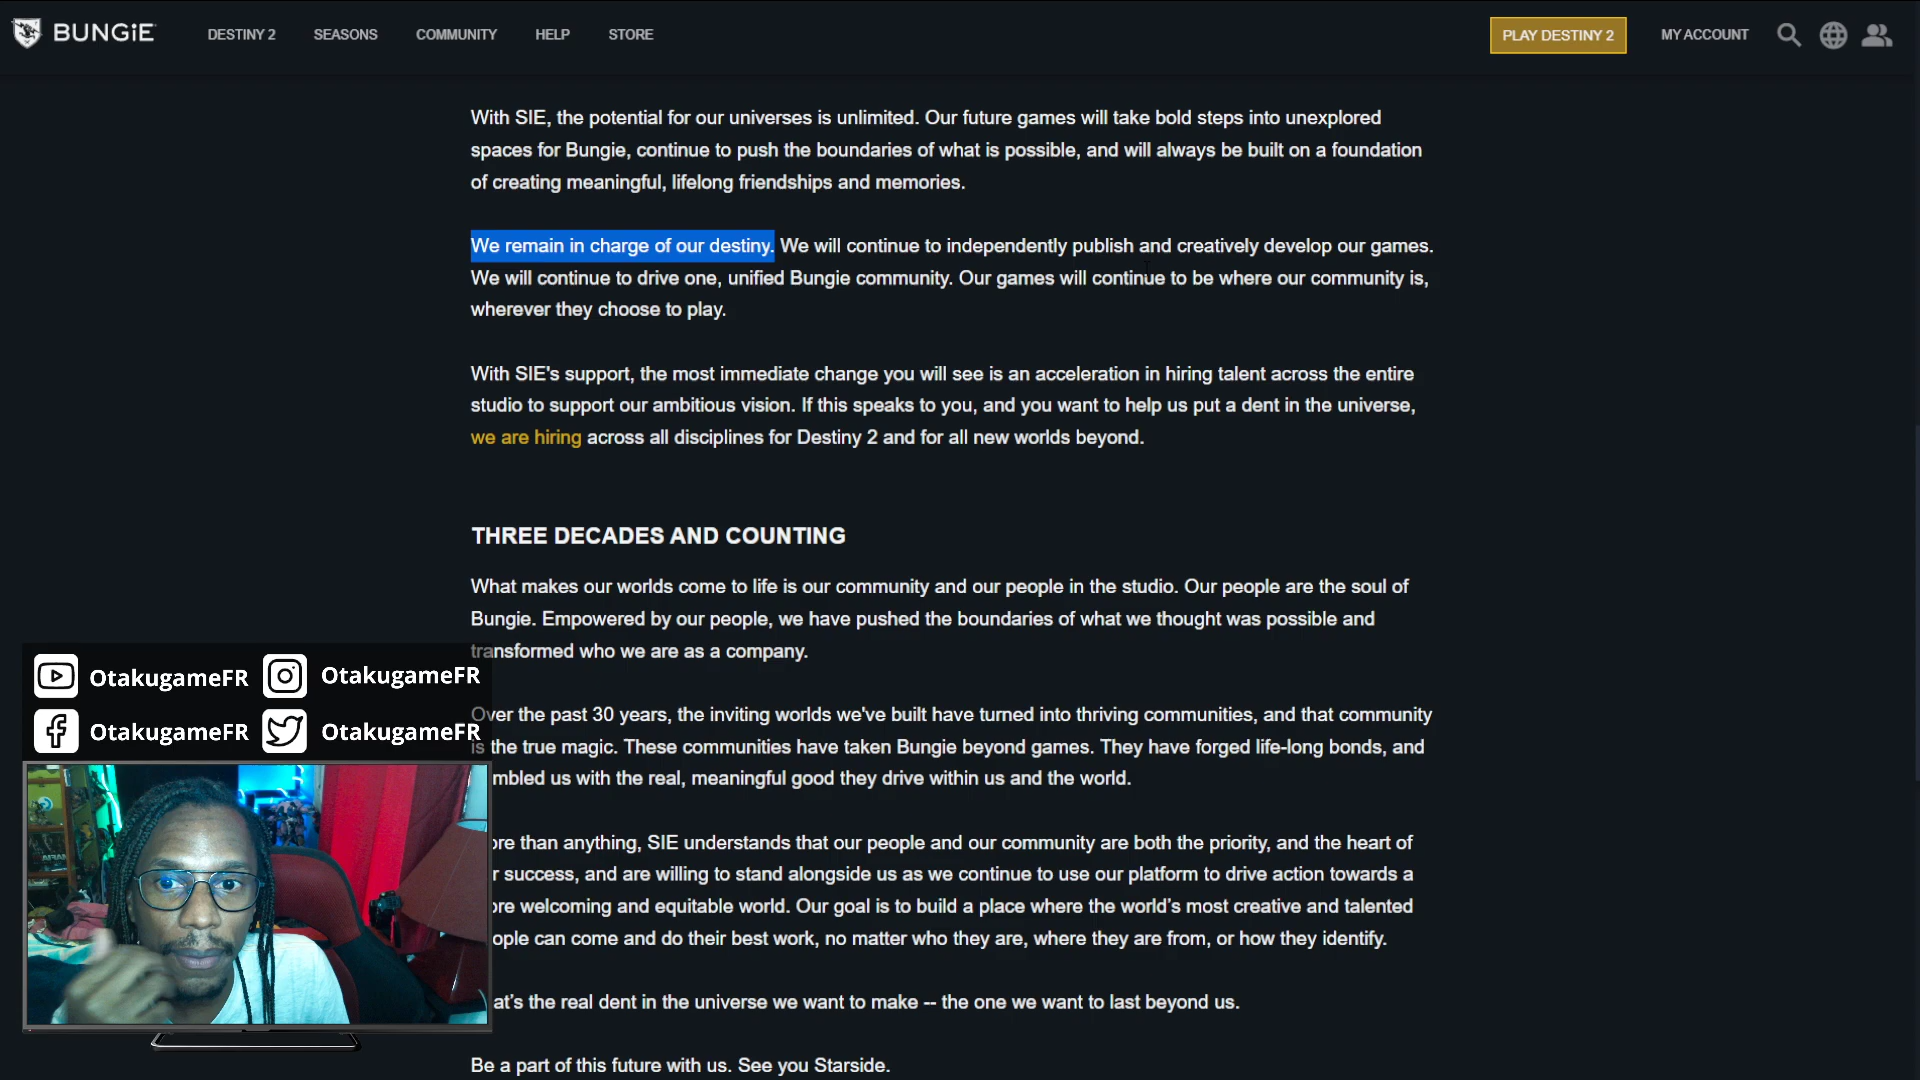 BUNGiE
DESTINY 2 SEASONS COMMUNITY HELP STORE
PLAY DESTINY 2 MY ACCOUNT
With SIE, the potential for our universes is unlimited. Our future games will take bold steps into unexplored
spaces for Bungie, continue to push the boundaries of what is possible, and will always be built on a foundation
of creating meaningful, lifelong friendships and memories.
We remain in charge of our destiny. We will continue to independently publish and creatively develop our games.
We will continue to drive one, unified Bungie community. Our games will continue to be where our community is,
wherever they choose to play.
With SIE's support, the most immediate change you will see is an acceleration in hiring talent across the entire
studio to support our ambitious vision. If this speaks to you, and you want to help us put a dent in the universe,
we are hiring across all disciplines for Destiny 2 and for all new worlds beyond.
THREE DECADES AND COUNTING
What makes our worlds come to life is our community and our people in the studio. Our people are the soul of
Bungie. Empowered by our people, we have pushed the boundaries of what we thought was possible and
transformed who we are as a company.
Over the past 30 years, the inviting worlds we've built have turned into thriving communities, and that community
is the true magic. These communities have taken Bungie beyond games. They have forged life-long bonds, and
mbled us with the real, meaningful good they drive within us and the world.
ore than anything, SIE understands that our people and our community are both the priority, and the heart of
r success, and are willing to stand alongside us as we continue to use our platform to drive action towards a
ore welcoming and equitable world. Our goal is to build a place where the world's most creative and talented
ople can come and do their best work, no matter who they are, where they are from, or how they identify.
at's the real dent in the universe we want to make -- the one we want to last beyond us.
Be a part of this future with us. See you Starside.
OtakugameFR OtakugameFR
OtakugameFR OtakugameFR